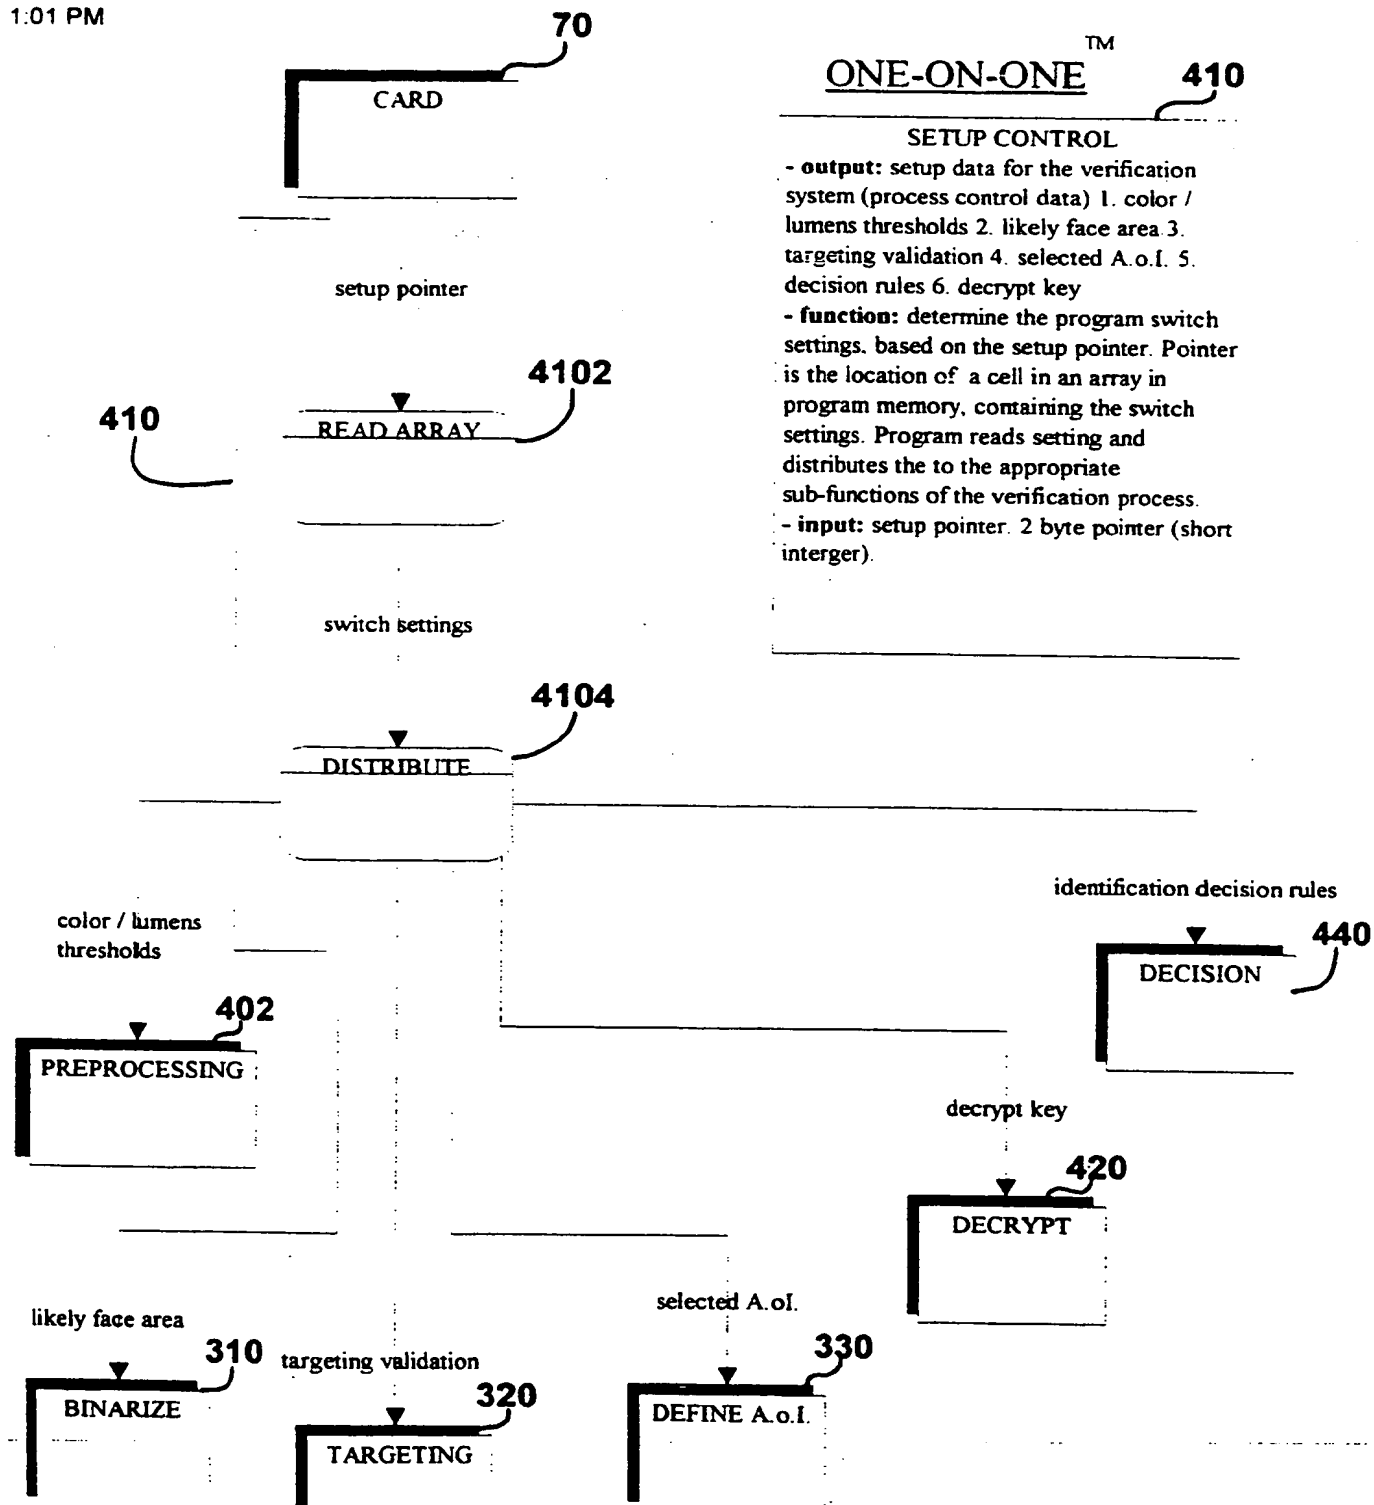 1:01 PM
70
CARD
TM
ONE-ON-ONE
410
SETUP CONTROL
- output: setup data for the verification
system (process control data) 1. color /
lumens thresholds 2. likely face area 3.
targeting validation 4. selected A.o.I. 5.
decision rules 6. decrypt key
- function: determine the program switch
settings, based on the setup pointer. Pointer
is the location of a cell in an array in
program memory, containing the switch
settings. Program reads setting and
distributes the to the appropriate
sub-functions of the verification process.
- input: setup pointer. 2 byte pointer (short
interger).
setup pointer
4102
410
READ ARRAY
switch settings
4104
DISTRIBUTE
identification decision rules
440
DECISION
color / lumens
thresholds
402
PREPROCESSING
decrypt key
420
DECRYPT
likely face area
310
BINARIZE
targeting validation
320
TARGETING
selected A.oI.
330
DEFINE A.o.I.